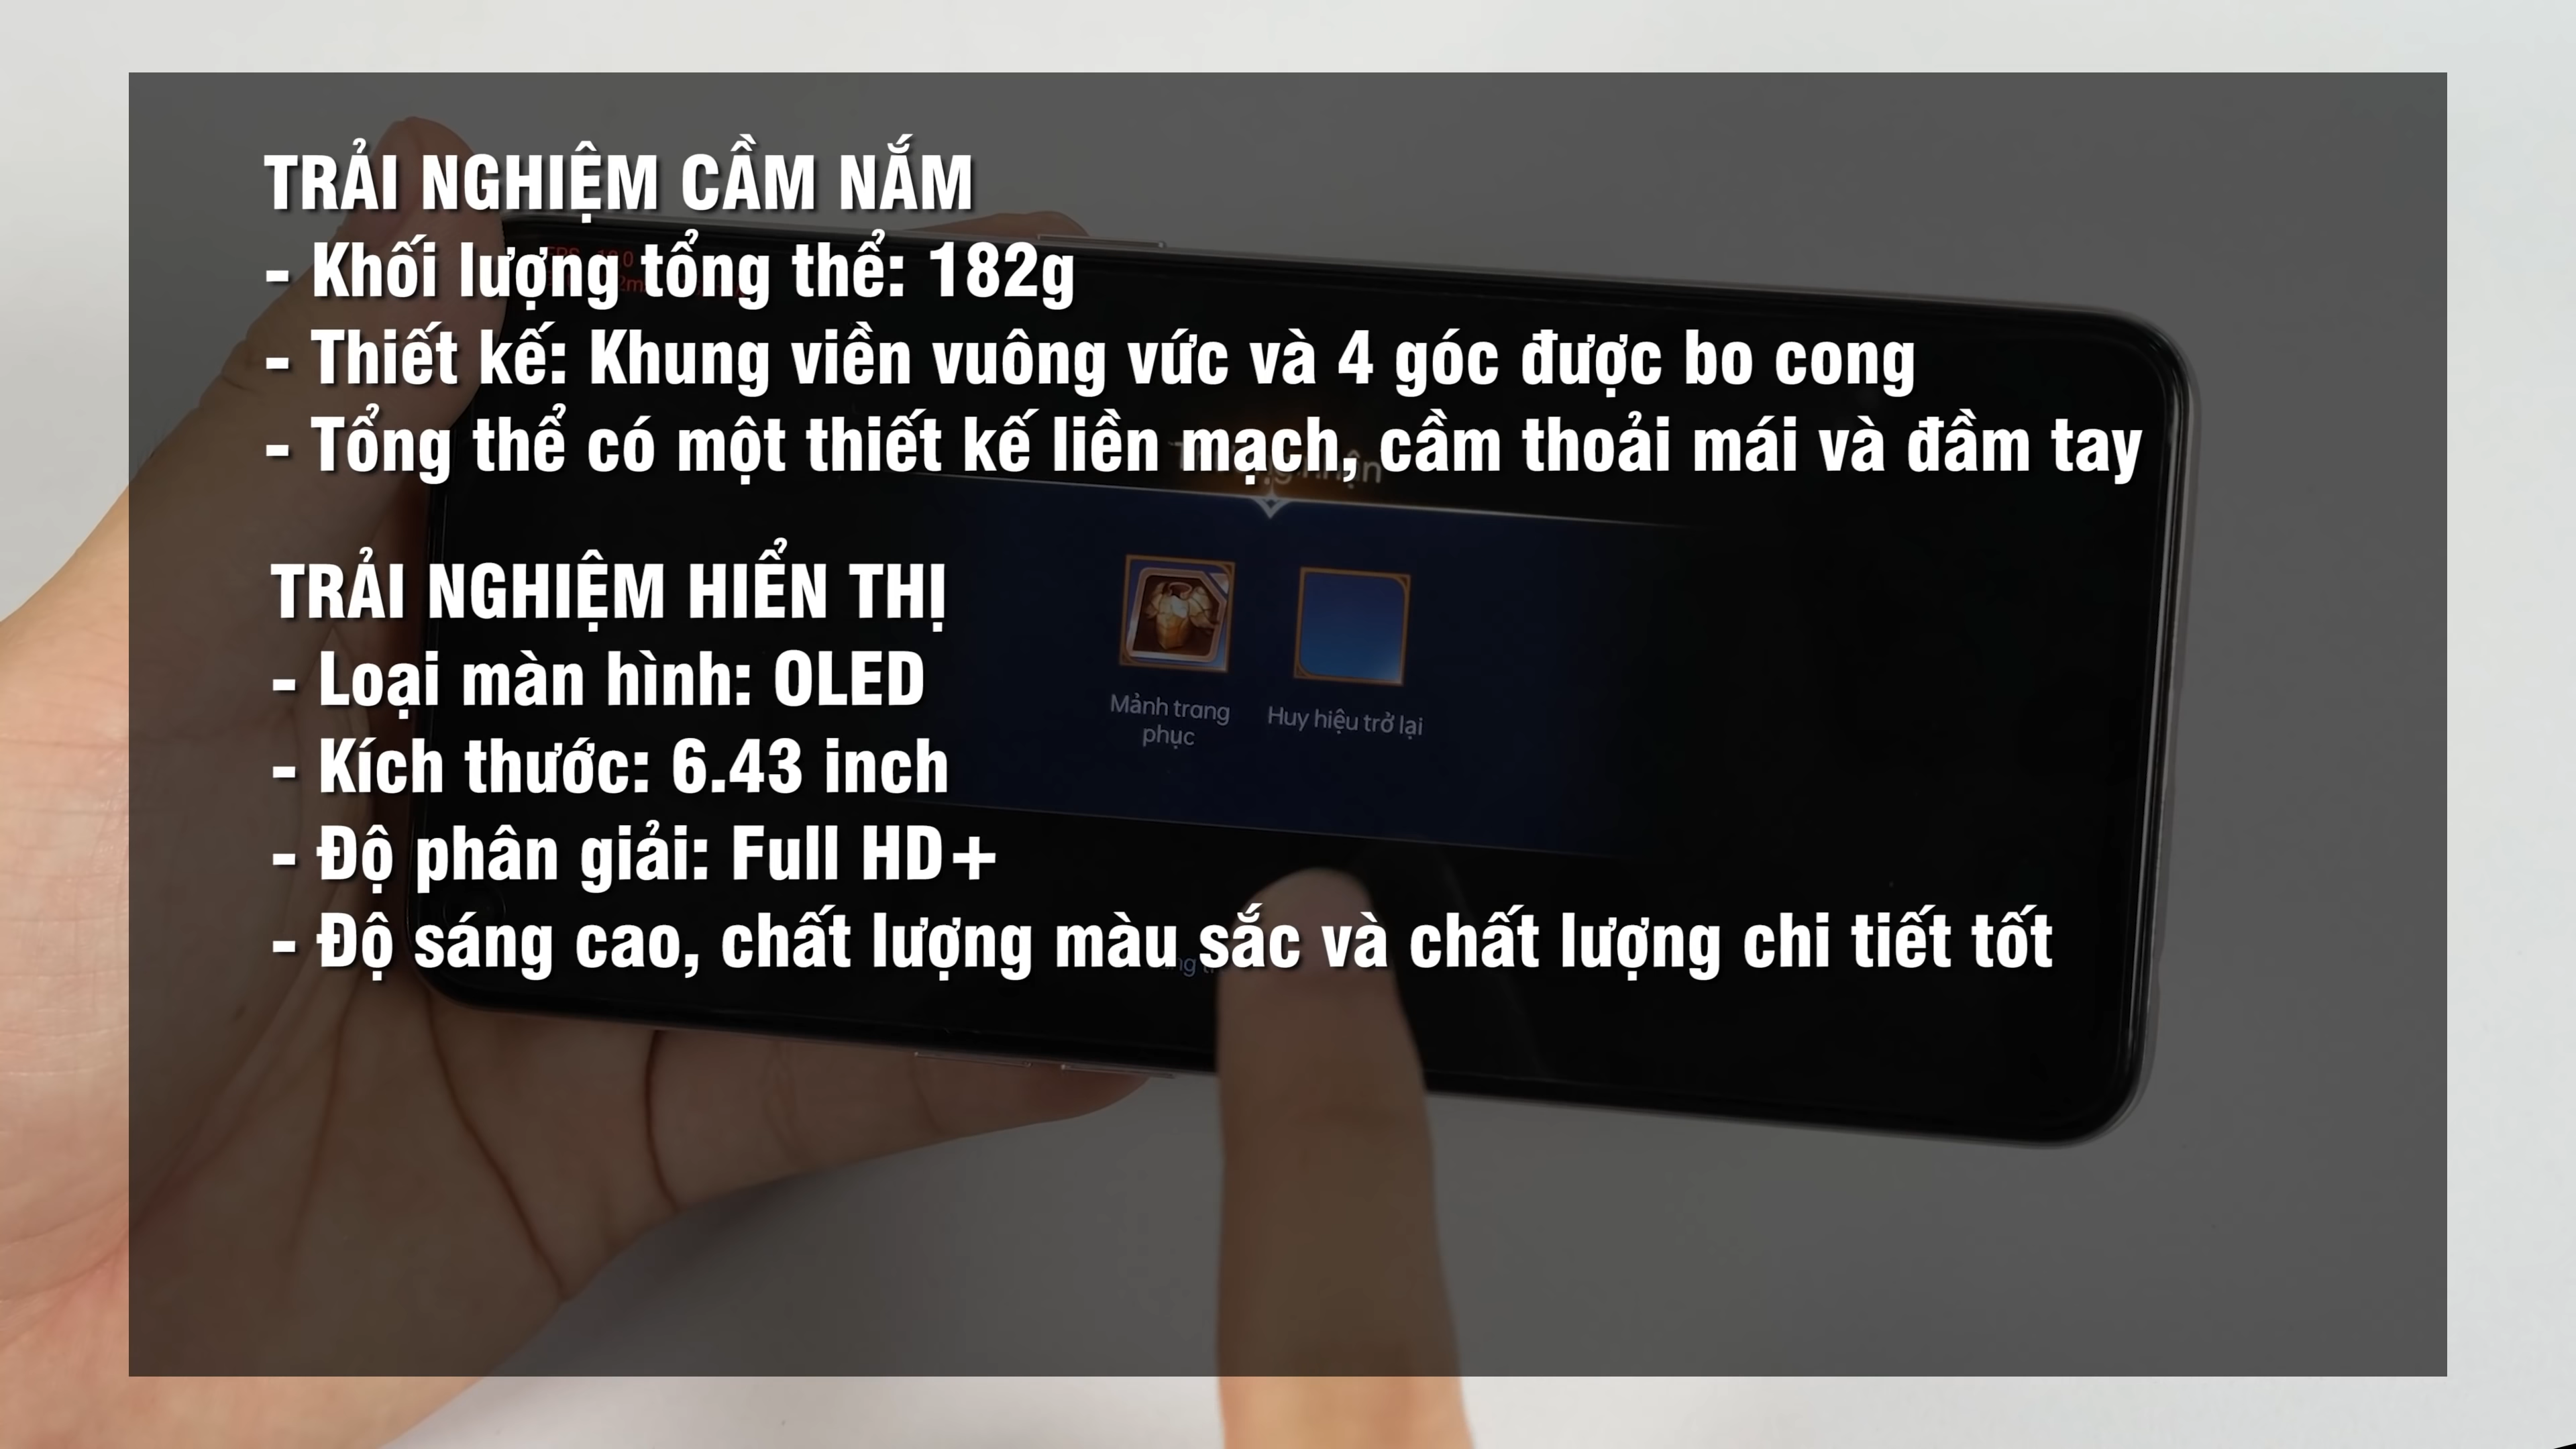 TRẢI NGHIỆM CẦM NẮM
- Khối lượng tổng thể: 182g
- Thiết kế: Khung viền vuông vức và 4 góc được bo cong
- Tổng thể có một thiết kế liền mạch, cầm thoải mái và đầm tay
TRẢI NGHIỆM HIỂN THỊ
- Loại màn hình: OLED
- Kích thước: 6.43 inch
- Độ phân giải: Full HD+
- Độ sáng cao, chất lượng màu sắc và chất lượng chi tiết tốt
Mảnh trang
phục
Huy hiệu trở lại